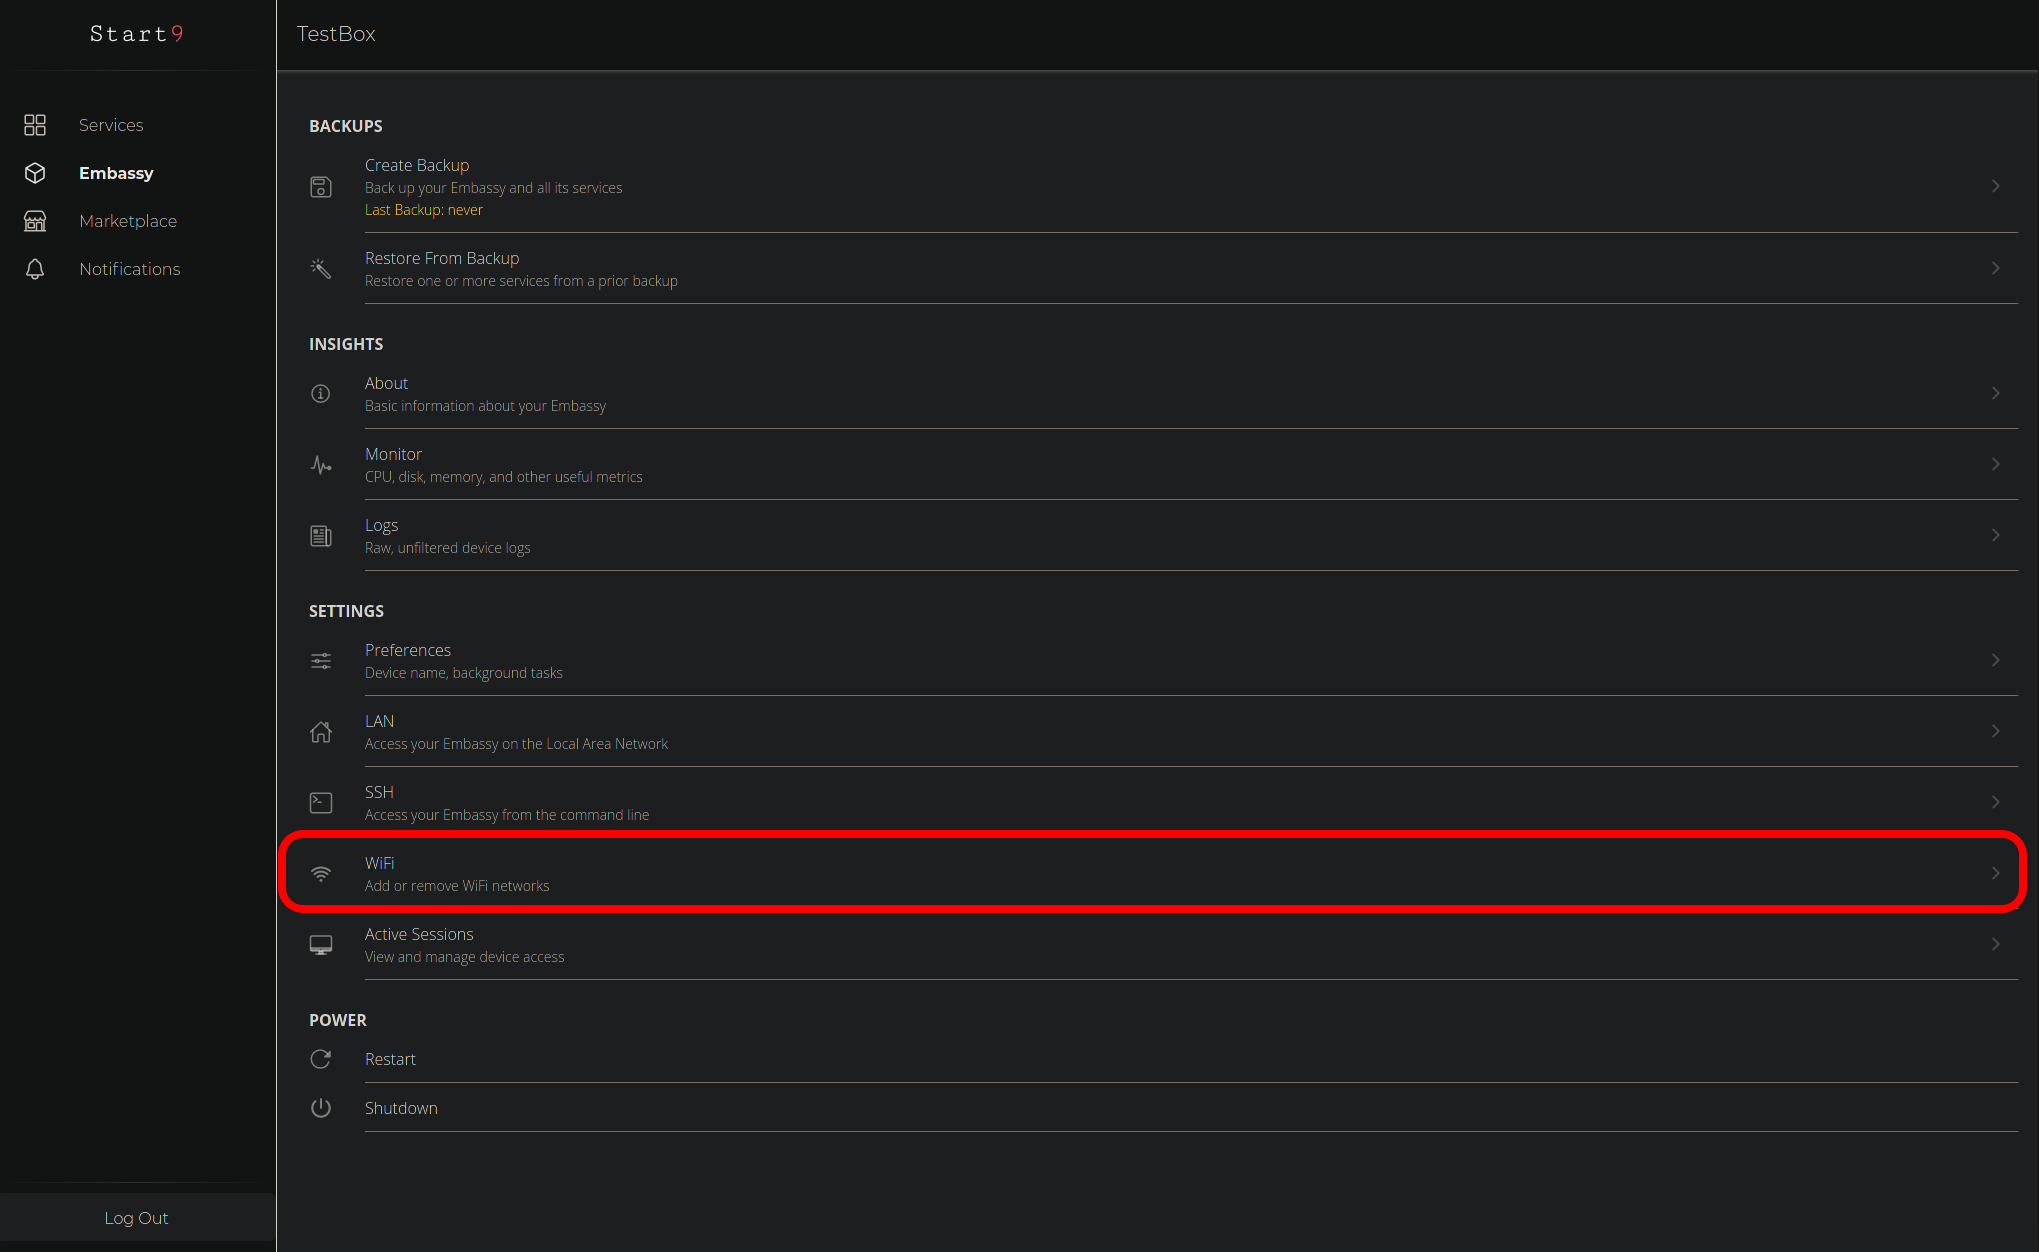 Start9
TestBox
Services
Embassy
Marketplace
Notifications
Log Out
BACKUPS
Create Backup
Back up your Embassy and all its services
Last Backup: never
Restore From Backup
Restore one or more services from a prior backup
INSIGHTS
About
Basic information about your Embassy
Monitor
CPU, disk, memory, and other useful metrics
Logs
Raw, unfiltered device logs
SETTINGS
Preferences
Device name, background tasks
LAN
Access your Embassy on the Local Area Network
SSH
Access your Embassy from the command line
WiFi
Add or remove WiFi networks
Active Sessions
View and manage device access
POWER
Restart
Shutdown